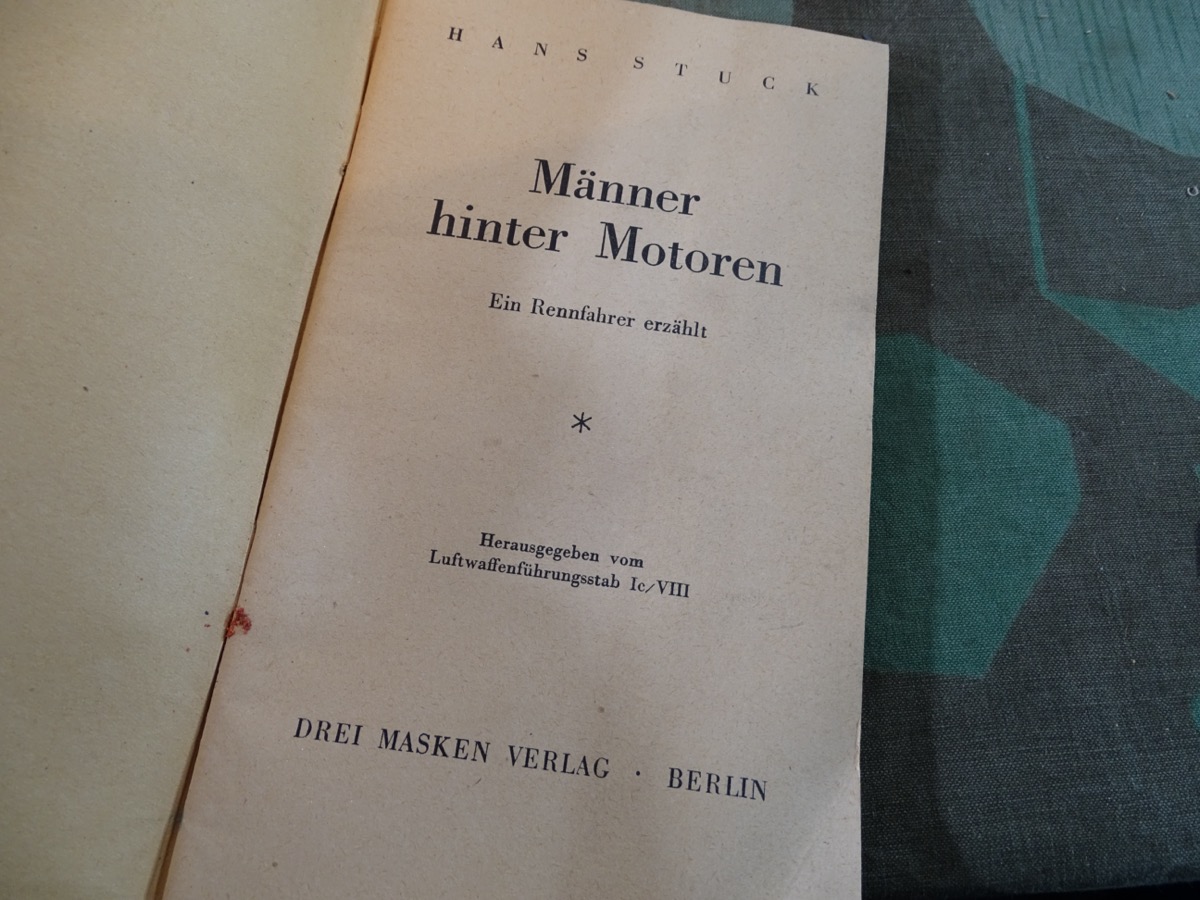 HANS STUCK
Männer
hinter Motoren
Ein Rennfahrer erzählt
*
Herausgegeben vom
Luftwaffenführungsstab Ic/VIII
DREI MASKEN VERLAG · BERLIN